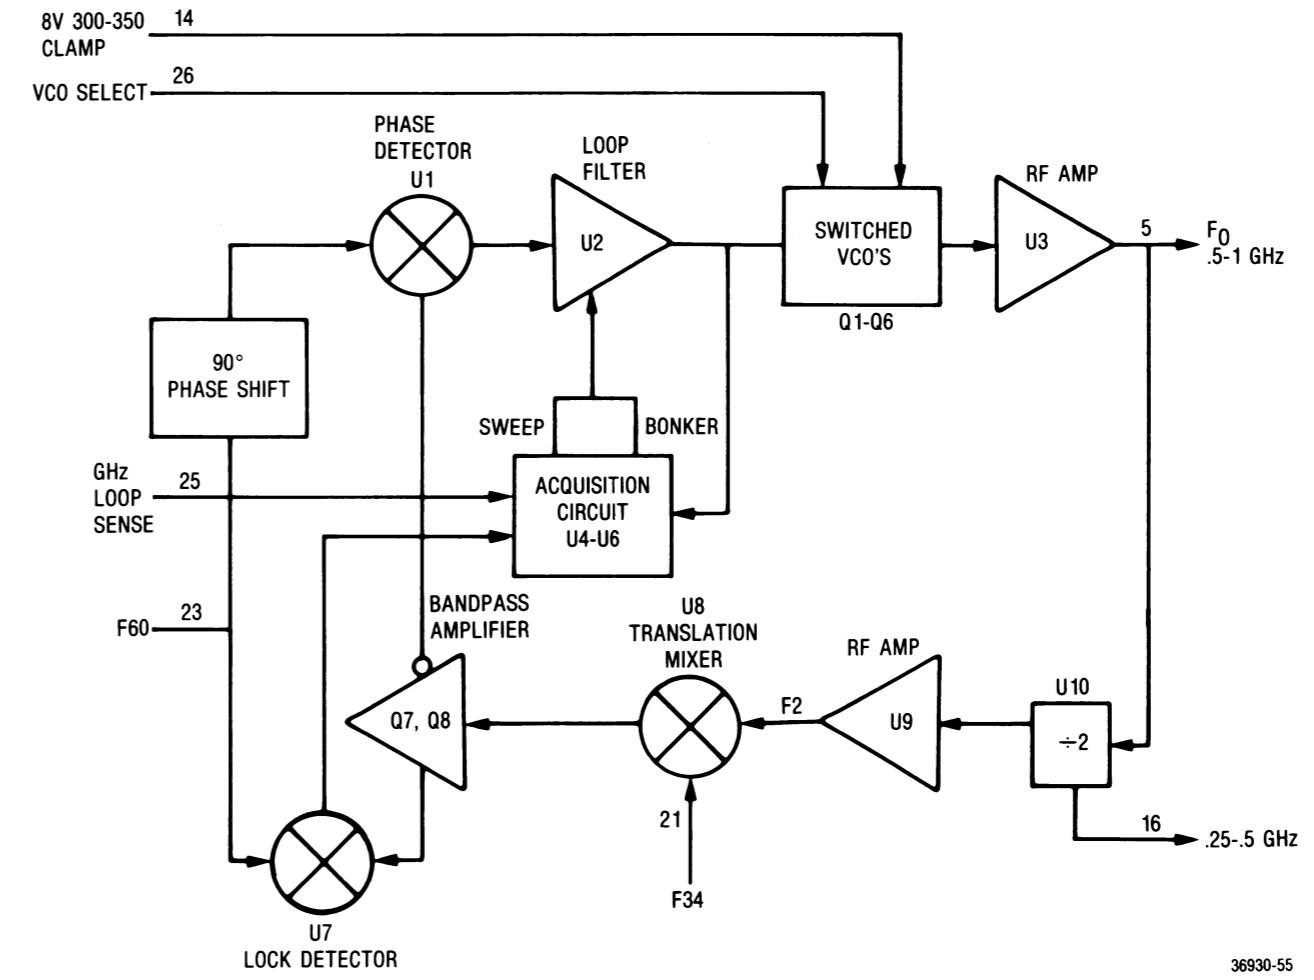 8V 300-350
CLAMP
14
VCO SELECT
26
PHASE
DETECTOR
U1
LOOP
FILTER
U2
SWITCHED
VCO'S
Q1-Q6
RF AMP
U3
5
FO
.5-1 GHz
90°
PHASE SHIFT
SWEEP
BONKER
GHz
LOOP
SENSE
25
ACQUISITION
CIRCUIT
U4-U6
F60
23
BANDPASS
AMPLIFIER
Q7, Q8
U8
TRANSLATION
MIXER
F2
RF AMP
U9
U10
÷2
21
F34
16
.25-.5 GHz
U7
LOCK DETECTOR
36930-55